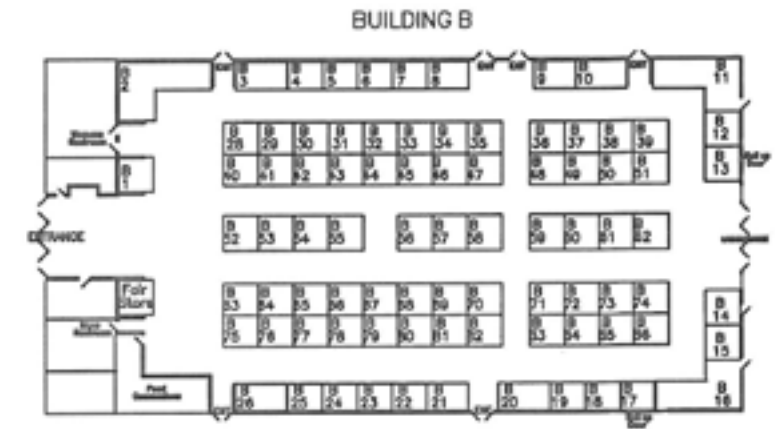 BUILDING B
EXIT EXIT EXIT EXIT
B 2 B 3 B 4 B 5 B 6 B 7 B 8 B 9 B 10 B 11
B 28 B 29 B 30 B 31 B 32 B 33 B 34 B 35 B 36 B 37 B 38 B 39
B 12
B 40 B 41 B 42 B 43 B 44 B 45 B 46 B 47 B 48 B 49 B 50 B 51
B 13
B 1
ENTRANCE
B 52 B 53 B 54 B 55 B 56 B 57 B 58 B 59 B 60 B 61 B 62
Fair Store
B 63 B 64 B 65 B 66 B 67 B 68 B 69 B 70 B 71 B 72 B 73 B 74
B 14
B 75 B 76 B 77 B 78 B 79 B 80 B 81 B 82 B 83 B 84 B 85 B 86
B 15
B 26 B 25 B 24 B 23 B 22 B 21 B 20 B 19 B 18 B 17 B 16